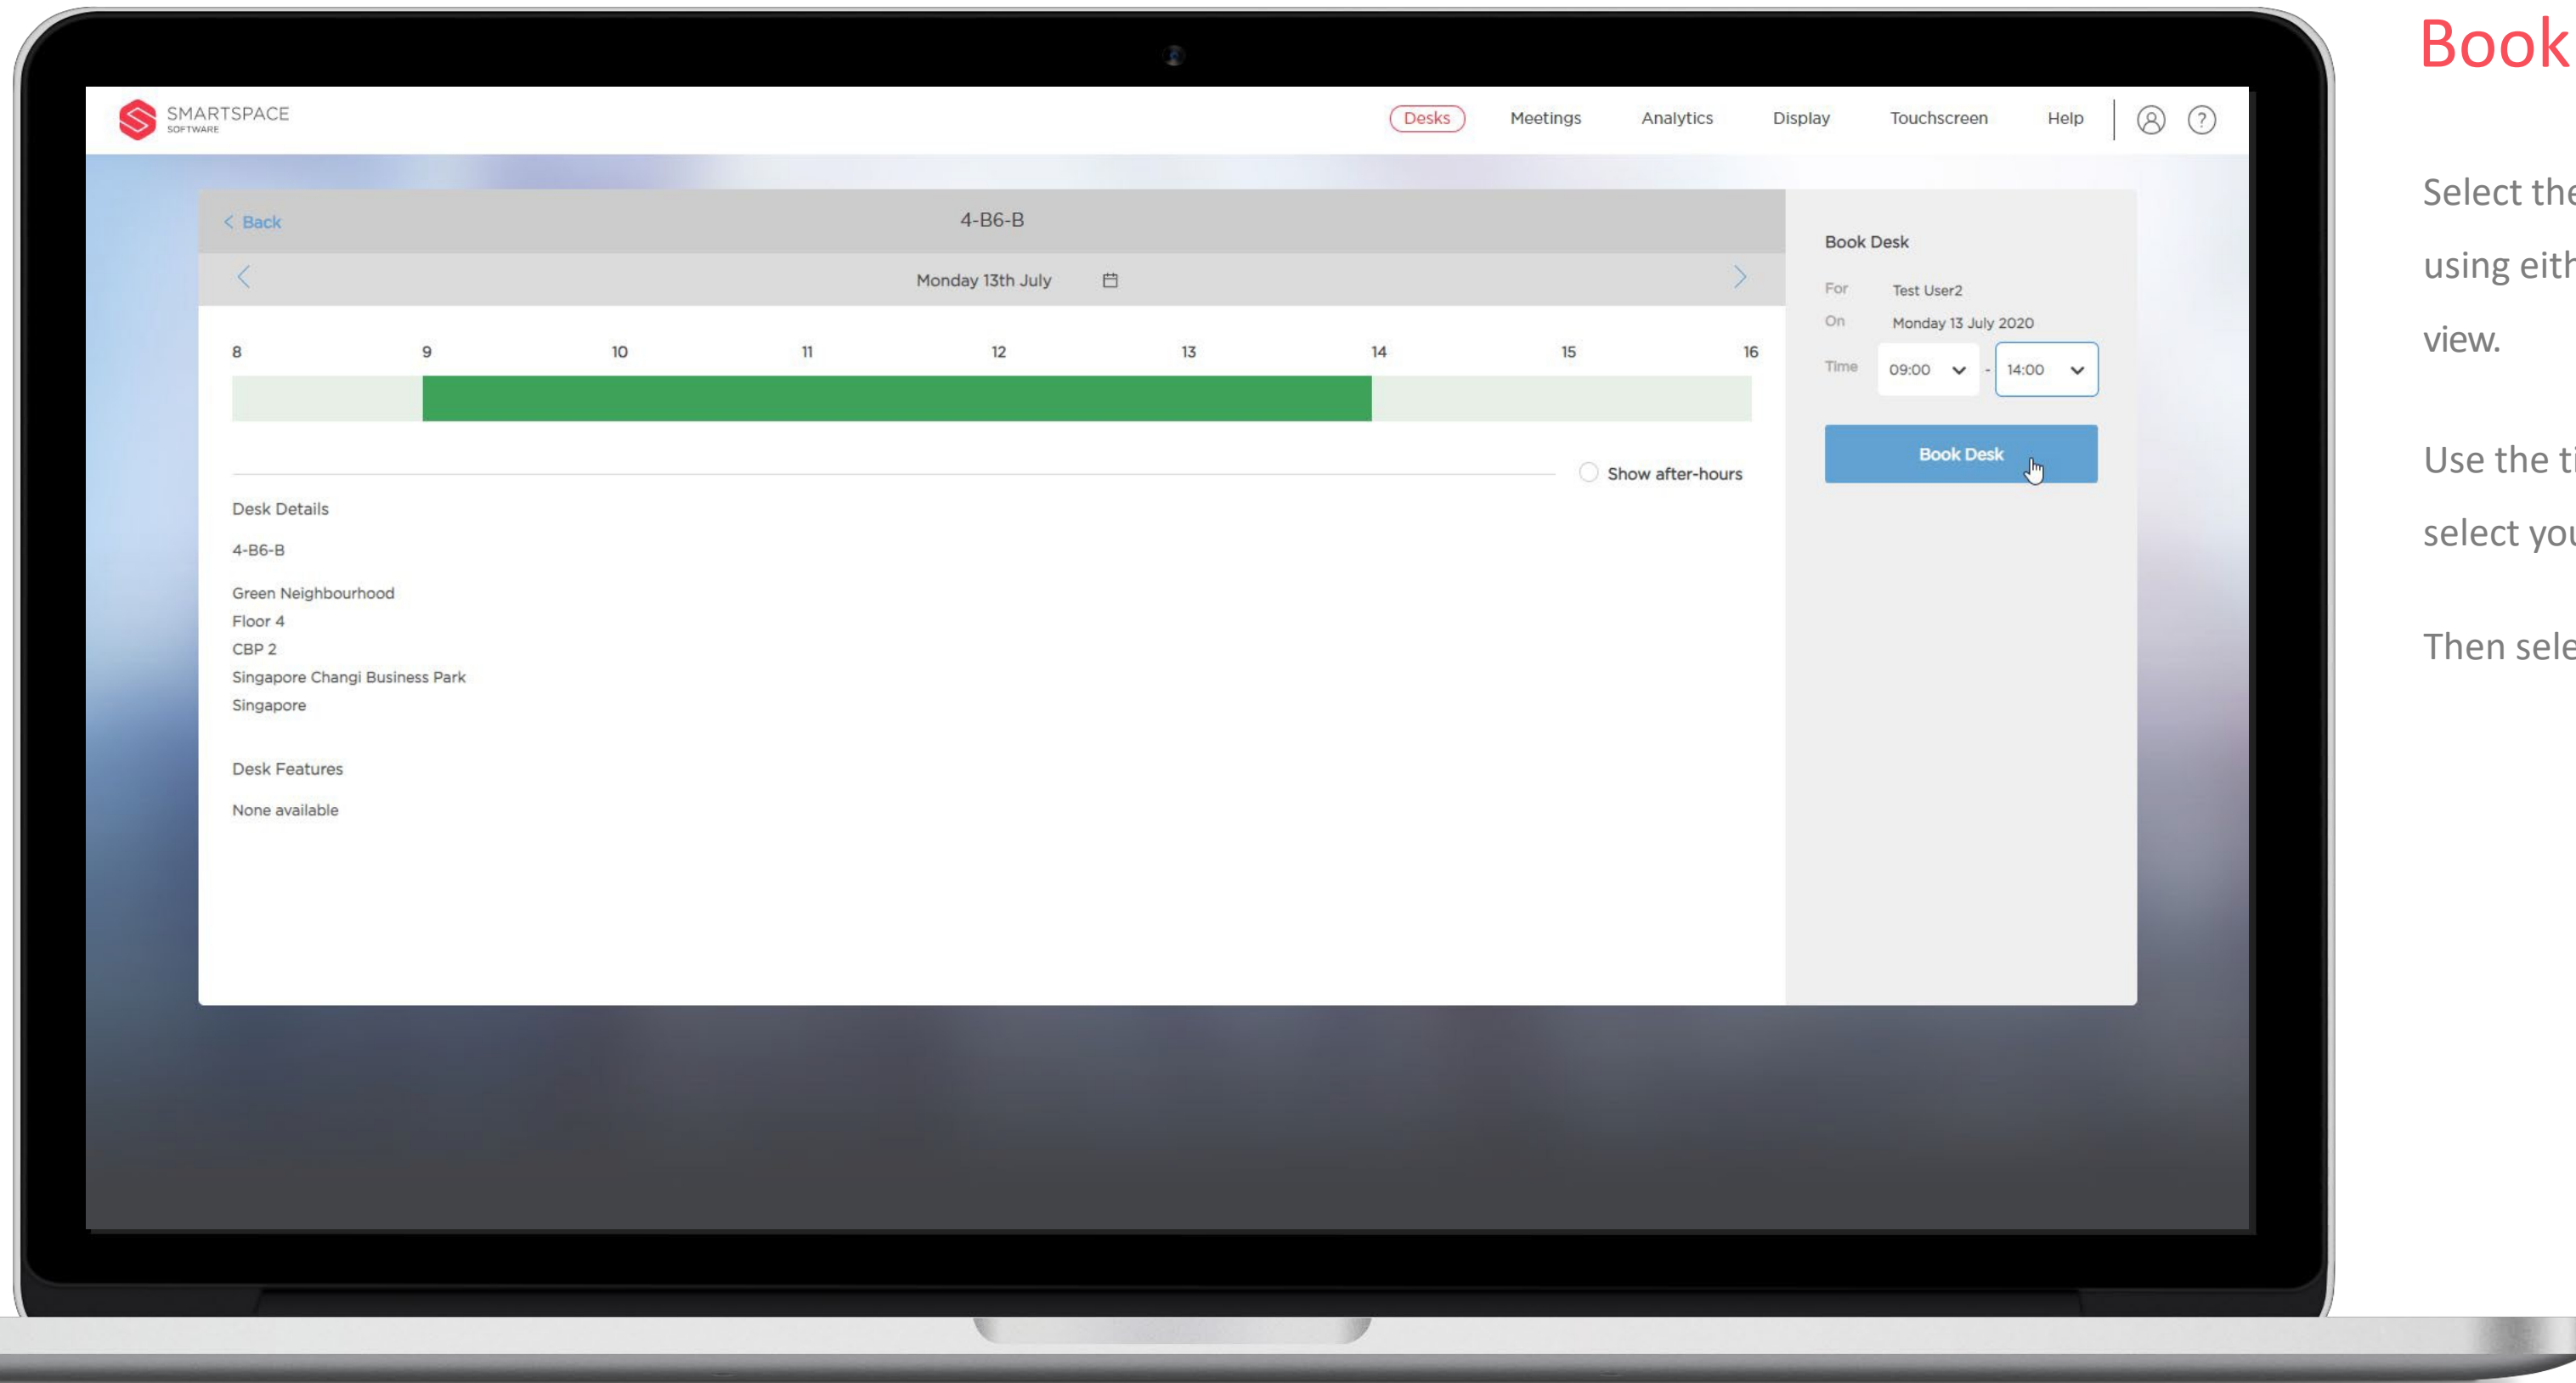 SMARTSPACE
SOFTWARE
Desks Meetings Analytics Display Touchscreen Help ?
< Back 4-B6-B
Monday 13th July
8 9 10 11 12 13 14 15 16
Show after-hours
Desk Details
4-B6-B
Green Neighbourhood
Floor 4
CBP 2
Singapore Changi Business Park
Singapore
Desk Features
None available
Book Desk
For Test User2
On Monday 13 July 2020
Time 09:00 - 14:00
Book Desk
Book
Select the
using eith
view.
Use the ti
select you
Then sele